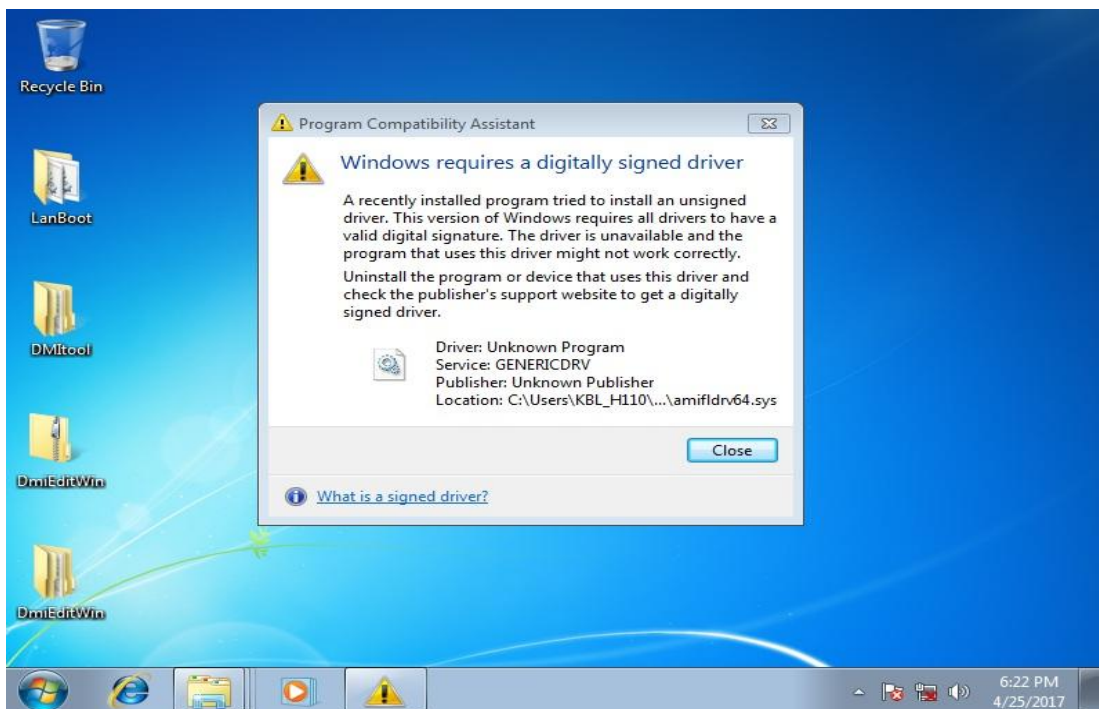 Recycle Bin
LanBoot
DMItool
DmiEditWin
DmiEditWin
Program Compatibility Assistant
Windows requires a digitally signed driver
A recently installed program tried to install an unsigned
driver. This version of Windows requires all drivers to have a
valid digital signature. The driver is unavailable and the
program that uses this driver might not work correctly.
Uninstall the program or device that uses this driver and
check the publisher's support website to get a digitally
signed driver.
Driver: Unknown Program
Service: GENERICDRV
Publisher: Unknown Publisher
Location: C:\Users\KBL_H110\...\amifldrv64.sys
Close
What is a signed driver?
6:22 PM
4/25/2017